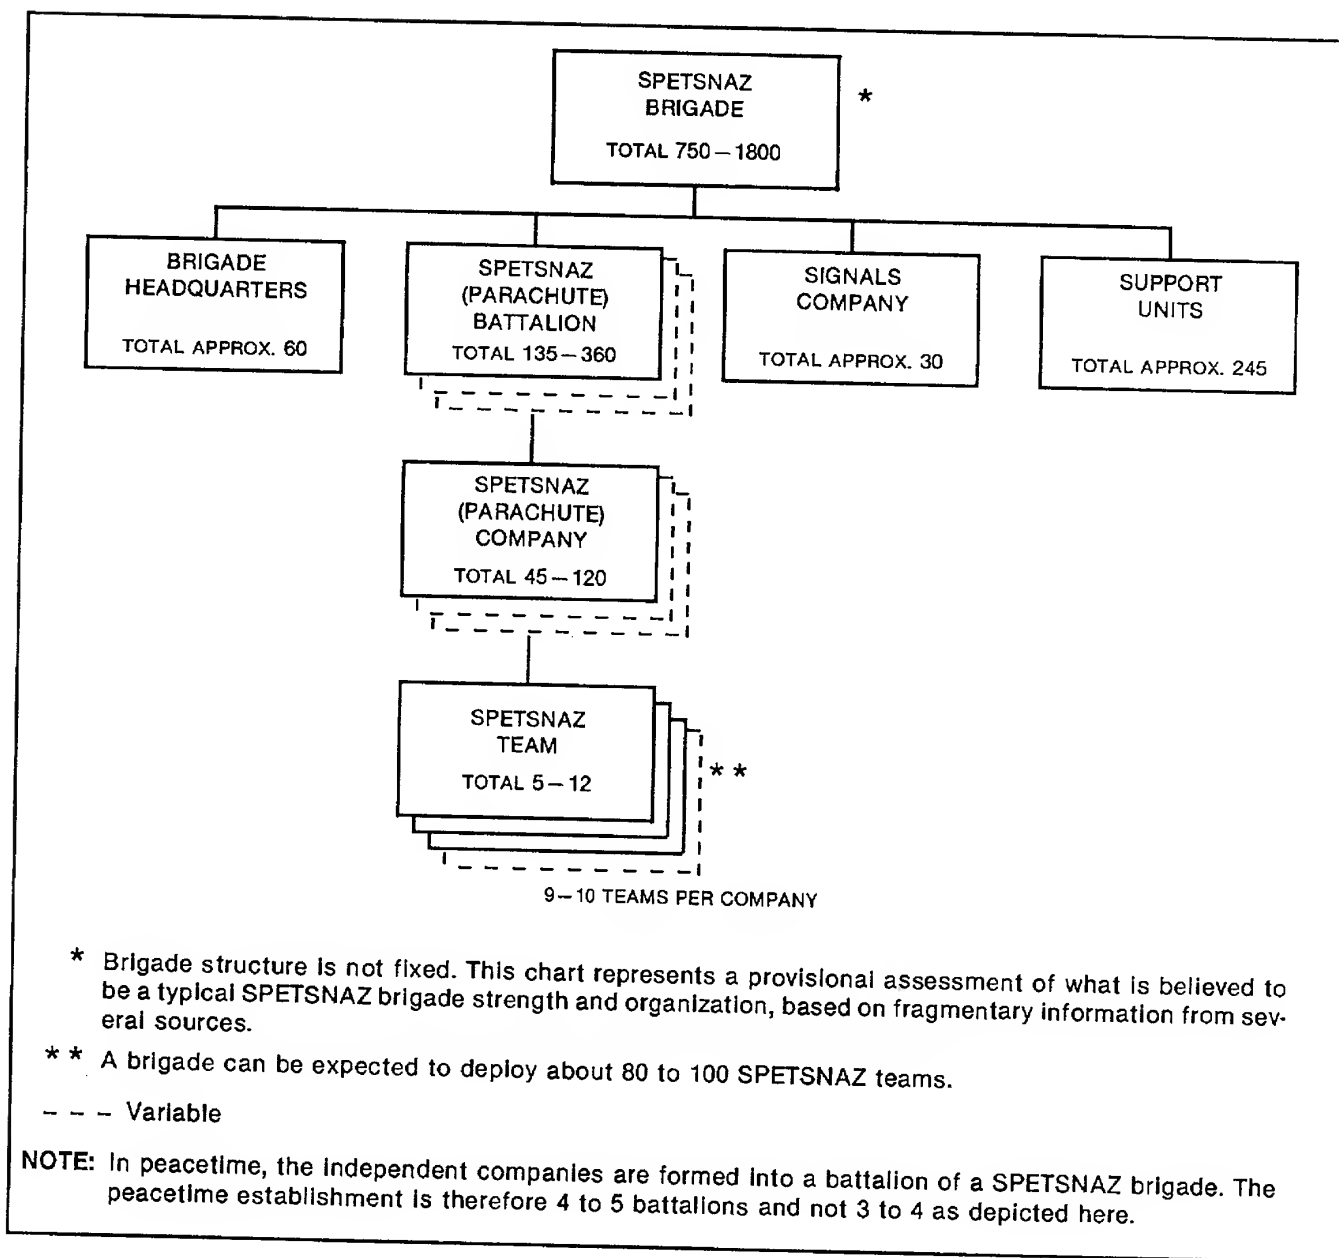 SPETSNAZ
BRIGADE
*
TOTAL 750–1800
BRIGADE
HEADQUARTERS
TOTAL APPROX. 60
SPETSNAZ
(PARACHUTE)
BATTALION
TOTAL 135–360
SIGNALS
COMPANY
TOTAL APPROX. 30
SUPPORT
UNITS
TOTAL APPROX. 245
SPETSNAZ
(PARACHUTE)
COMPANY
TOTAL 45–120
SPETSNAZ
TEAM
TOTAL 5–12
* *
9–10 TEAMS PER COMPANY
* Brigade structure is not fixed. This chart represents a provisional assessment of what is believed to
be a typical SPETSNAZ brigade strength and organization, based on fragmentary information from sev-
eral sources.
* * A brigade can be expected to deploy about 80 to 100 SPETSNAZ teams.
– – – Variable
NOTE: In peacetime, the independent companies are formed into a battalion of a SPETSNAZ brigade. The
peacetime establishment is therefore 4 to 5 battalions and not 3 to 4 as depicted here.